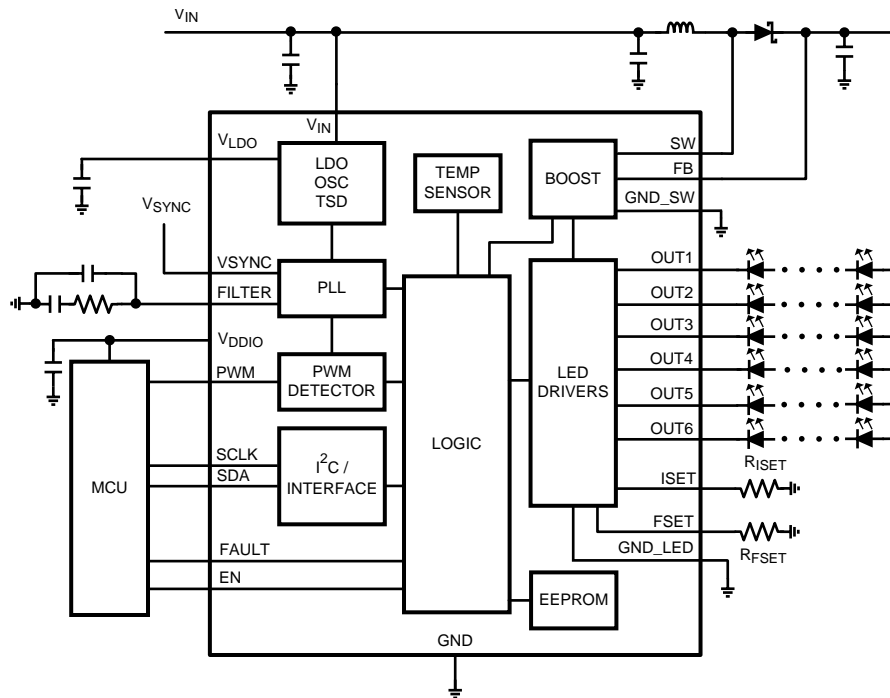 VIN
VIN
VLDO
LDO
OSC
TSD
TEMP
SENSOR
BOOST
SW
FB
GND_SW
VSYNC
VSYNC
FILTER
PLL
VDDIO
PWM
PWM
DETECTOR
SCLK
SDA
I2C /
INTERFACE
MCU
FAULT
EN
LOGIC
LED
DRIVERS
OUT1
OUT2
OUT3
OUT4
OUT5
OUT6
RISET
ISET
FSET
GND_LED
RFSET
EEPROM
GND